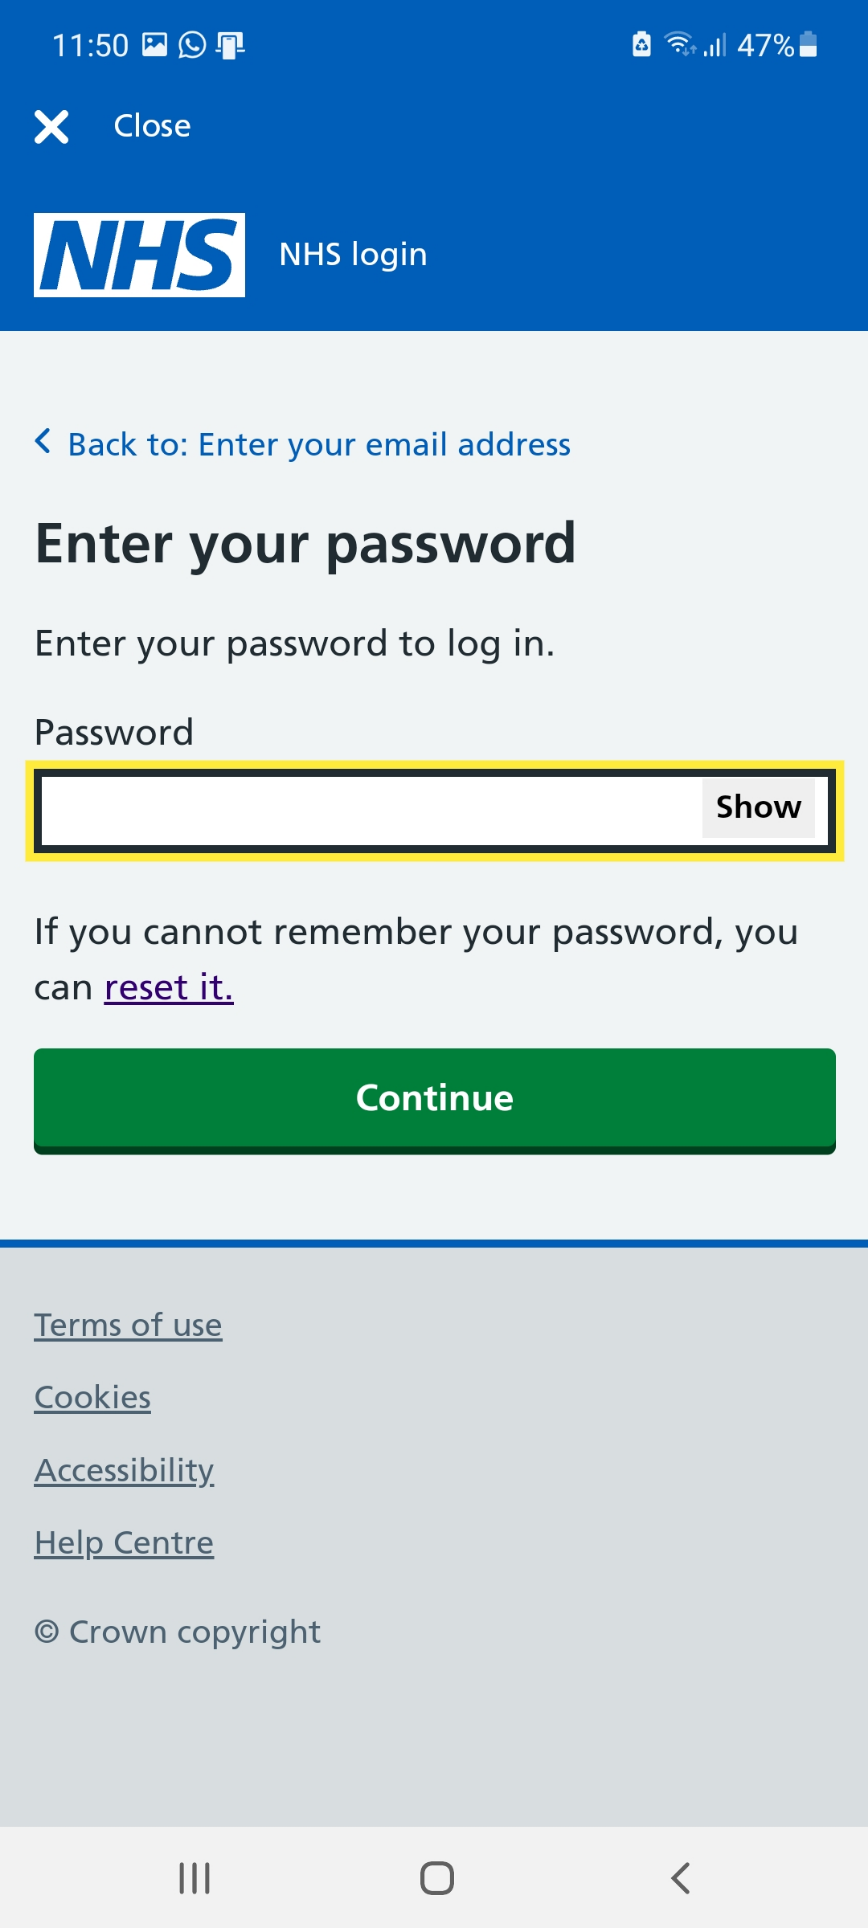 11:50
47%
Close
NHS
NHS login
Back to: Enter your email address
Enter your password
Enter your password to log in.
Password
Show
If you cannot remember your password, you
can reset it.
Continue
Terms of use
Cookies
Accessibility
Help Centre
© Crown copyright